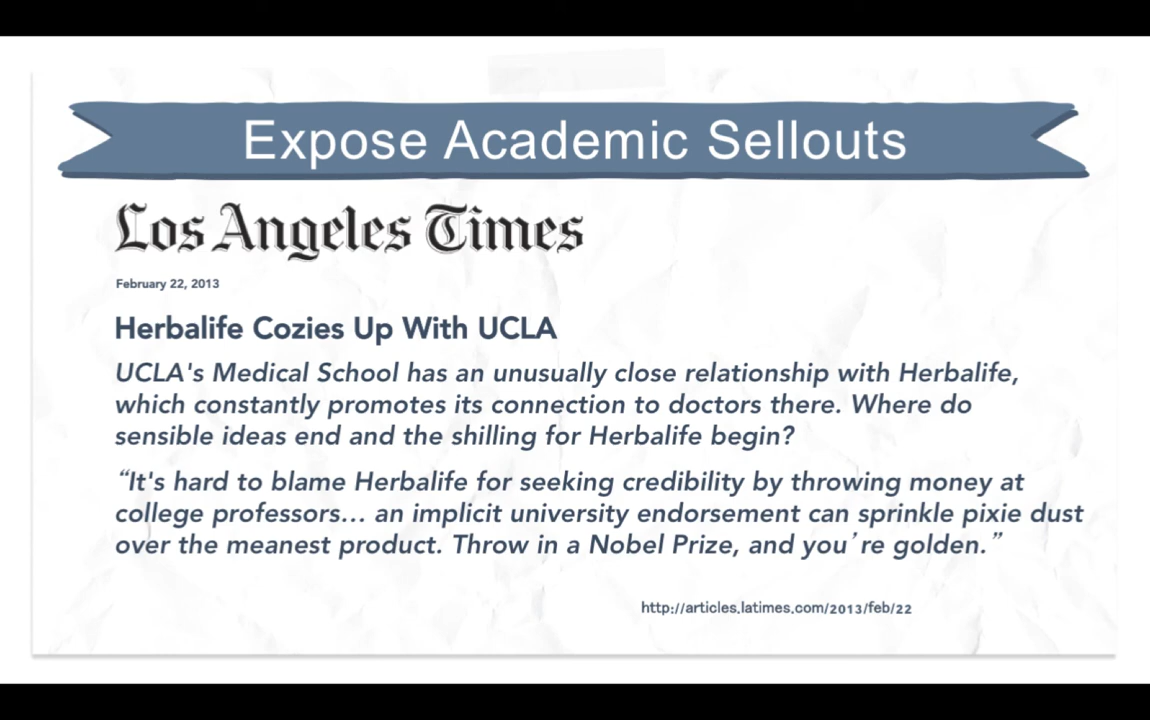 Expose Academic Sellouts
Los Angeles Times
February 22, 2013
Herbalife Cozies Up With UCLA
UCLA's Medical School has an unusually close relationship with Herbalife,
which constantly promotes its connection to doctors there. Where do
sensible ideas end and the shilling for Herbalife begin?
“It's hard to blame Herbalife for seeking credibility by throwing money at
college professors... an implicit university endorsement can sprinkle pixie dust
over the meanest product. Throw in a Nobel Prize, and you’re golden.”
http://articles.latimes.com/2013/feb/22